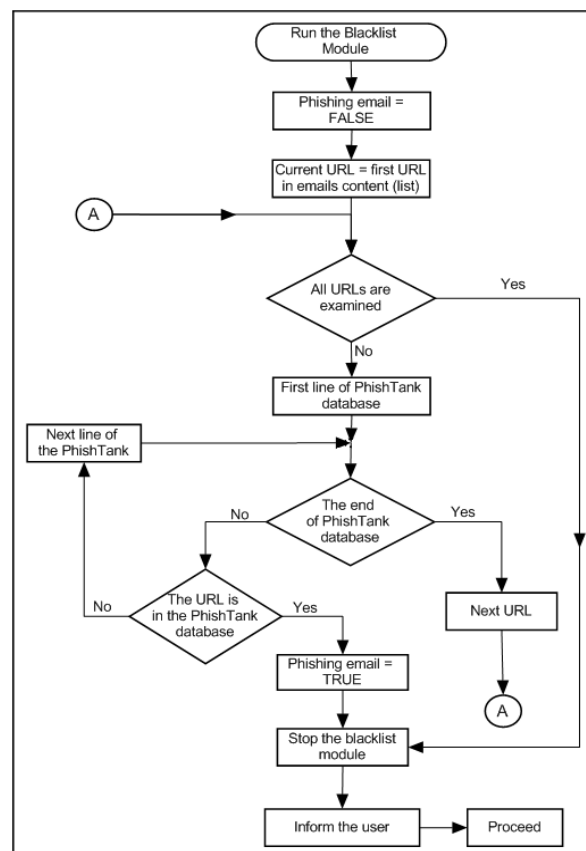 Run the Blacklist
Module
Phishing email =
FALSE
Current URL = first URL
in emails content (list)
A
All URLs are
examined
Yes
No
First line of PhishTank
database
Next line of
the PhishTank
The end
of PhishTank
database
No
Yes
The URL is
in the PhishTank
database
No
Yes
Next URL
Phishing email =
TRUE
A
Stop the blacklist
module
Inform the user
Proceed